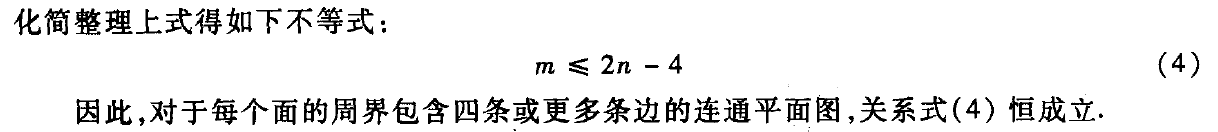 化简整理上式得如下不等式:
m ≤ 2n - 4 (4)
因此,对于每个面的周界包含四条或更多条边的连通平面图,关系式(4) 恒成立.